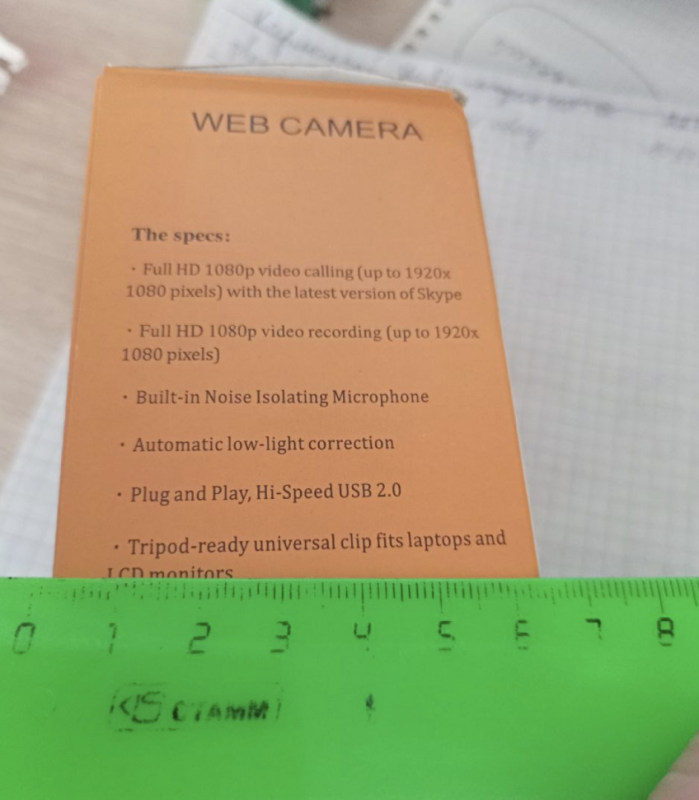 WEB CAMERA
The specs:
· Full HD 1080p video calling (up to 1920x
1080 pixels) with the latest version of Skype
· Full HD 1080p video recording (up to 1920x
1080 pixels)
· Built-in Noise Isolating Microphone
· Automatic low-light correction
· Plug and Play, Hi-Speed USB 2.0
· Tripod-ready universal clip fits laptops and
LCD monitors
0 1 2 3 4 5 6 7 8
СТАММ